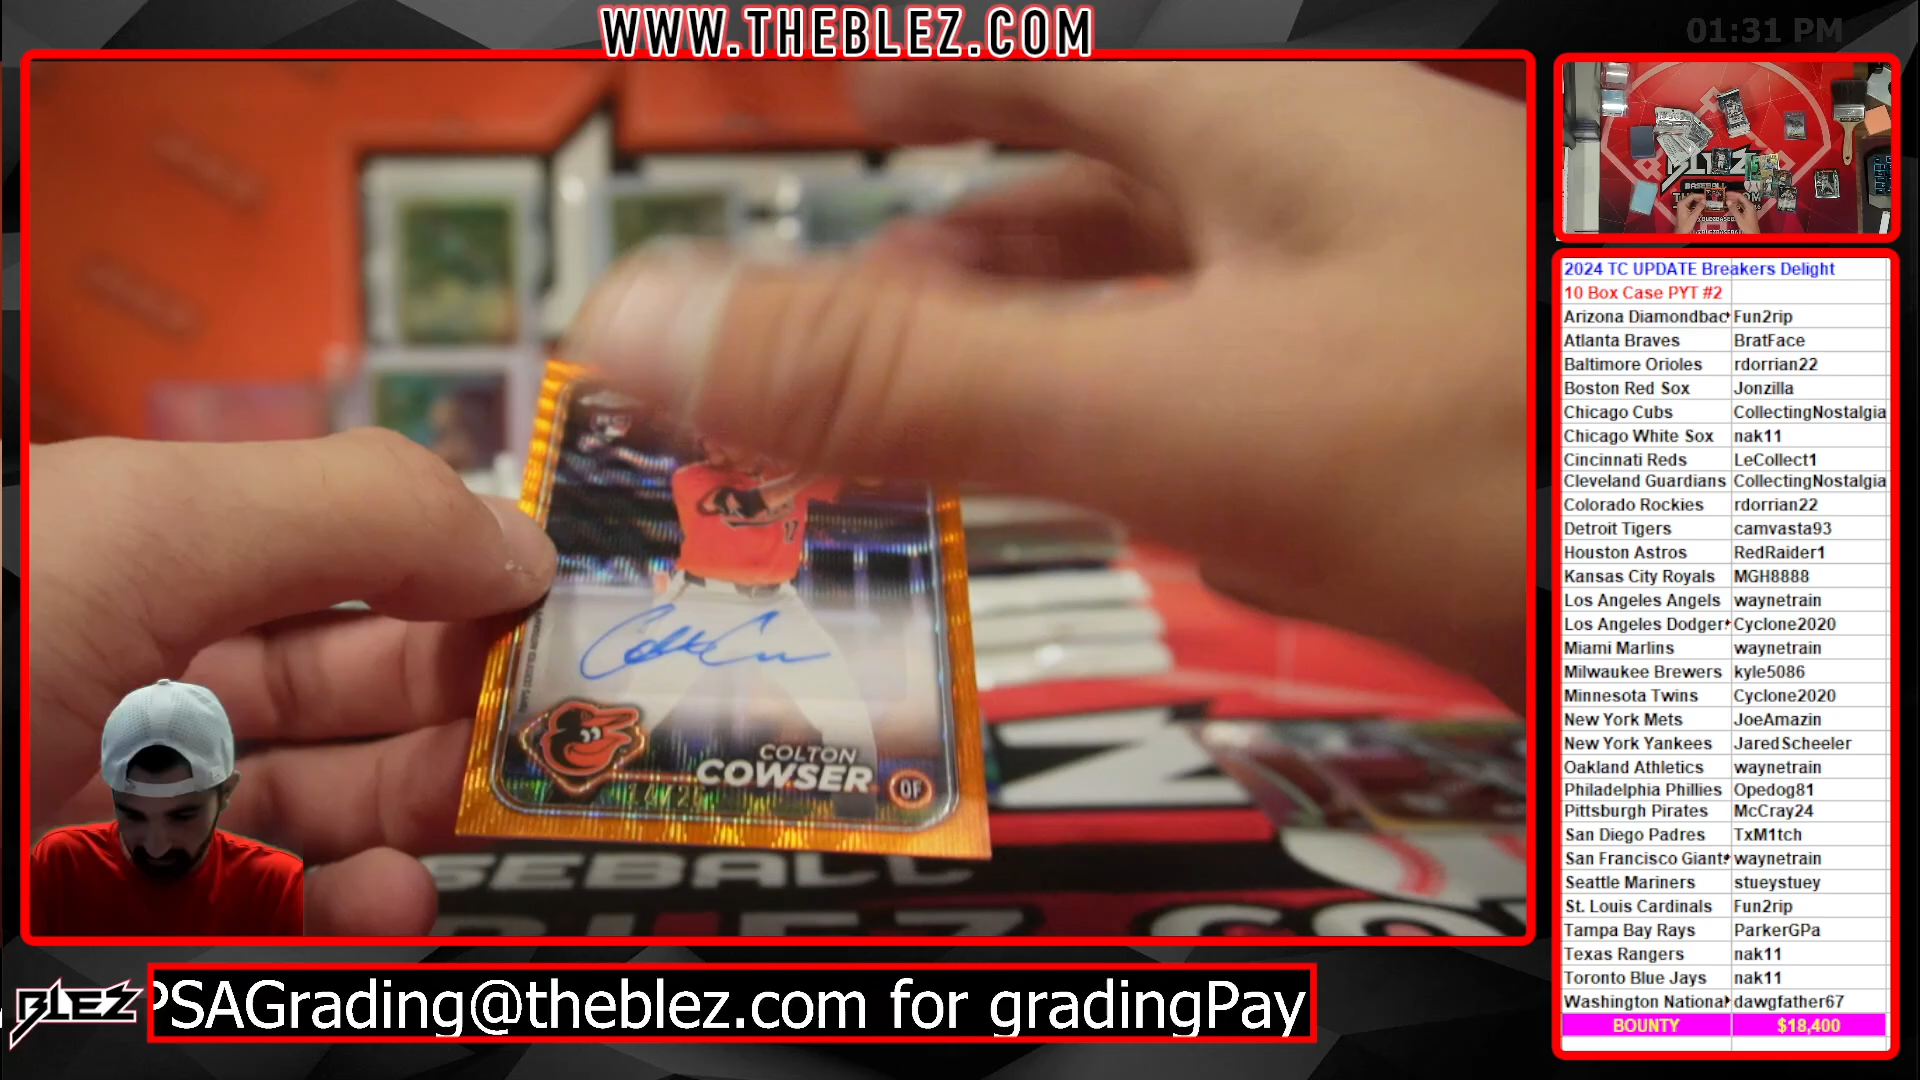 WWW.THEBLEZ.COM
01:31 PM
17
COLTON
COWSER
OF
BLEZ
PSAGrading@theblez.com for gradingPay
BLEZ
BASEBALL
2024 TC UPDATE Breakers Delight
10 Box Case PYT #2
Arizona Diamondbac Fun2rip
Atlanta Braves BratFace
Baltimore Orioles rdorrian22
Boston Red Sox Jonzilla
Chicago Cubs CollectingNostalgia
Chicago White Sox nak11
Cincinnati Reds LeCollect1
Cleveland Guardians CollectingNostalgia
Colorado Rockies rdorrian22
Detroit Tigers camvasta93
Houston Astros RedRaider1
Kansas City Royals MGH8888
Los Angeles Angels waynetrain
Los Angeles Dodger Cyclone2020
Miami Marlins waynetrain
Milwaukee Brewers kyle5086
Minnesota Twins Cyclone2020
New York Mets JoeAmazin
New York Yankees JaredScheeler
Oakland Athletics waynetrain
Philadelphia Phillies Opedog81
Pittsburgh Pirates McCray24
San Diego Padres TxM1tch
San Francisco Giant waynetrain
Seattle Mariners stueystuey
St. Louis Cardinals Fun2rip
Tampa Bay Rays ParkerGPa
Texas Rangers nak11
Toronto Blue Jays nak11
Washington National dawgfather67
BOUNTY $18,400